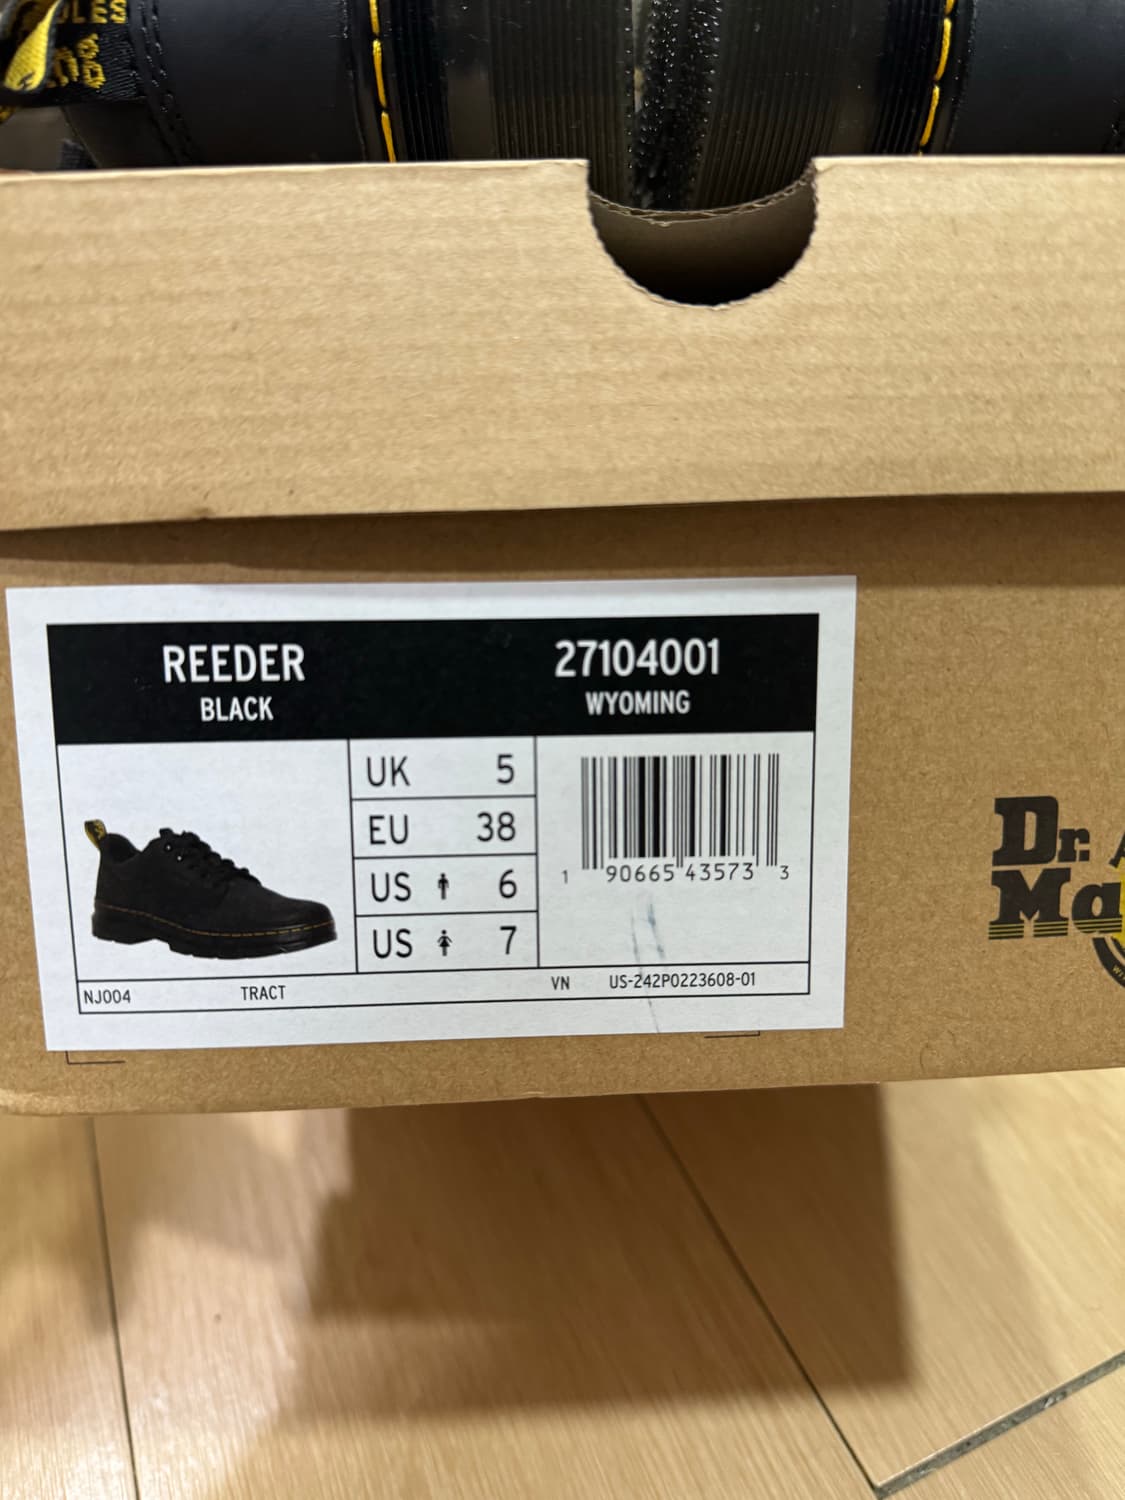 REEDER
BLACK
27104001
WYOMING
UK 5
EU 38
US 6
US 7
1 90665 43573 3
NJ004 TRACT VN US-242P0223608-01
Dr.
Ma